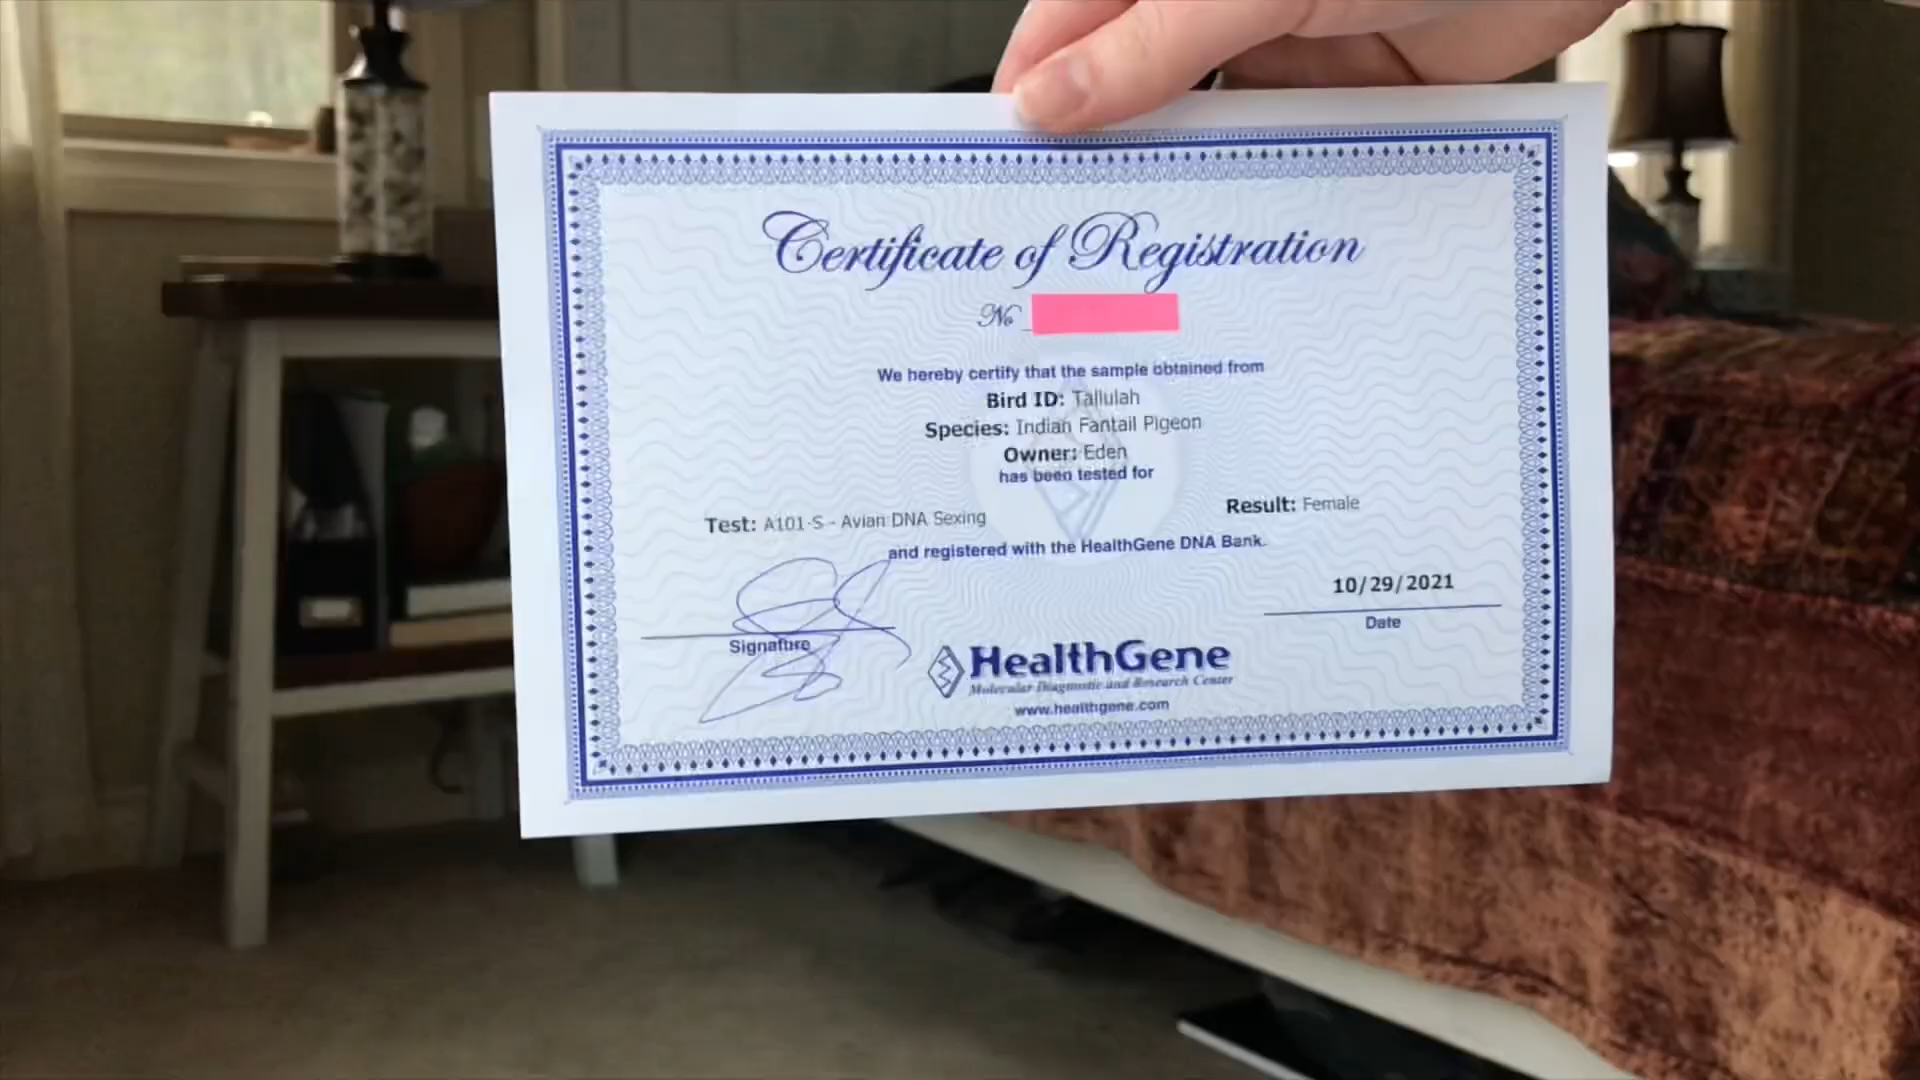 Certificate of Registration
No
We hereby certify that the sample obtained from
Bird ID: Tallulah
Species: Indian Fantail Pigeon
Owner: Eden
has been tested for
Test: A101-S - Avian DNA Sexing
Result: Female
and registered with the HealthGene DNA Bank.
10/29/2021
Signature
Date
HealthGene
Molecular Diagnostic and Research Center
www.healthgene.com